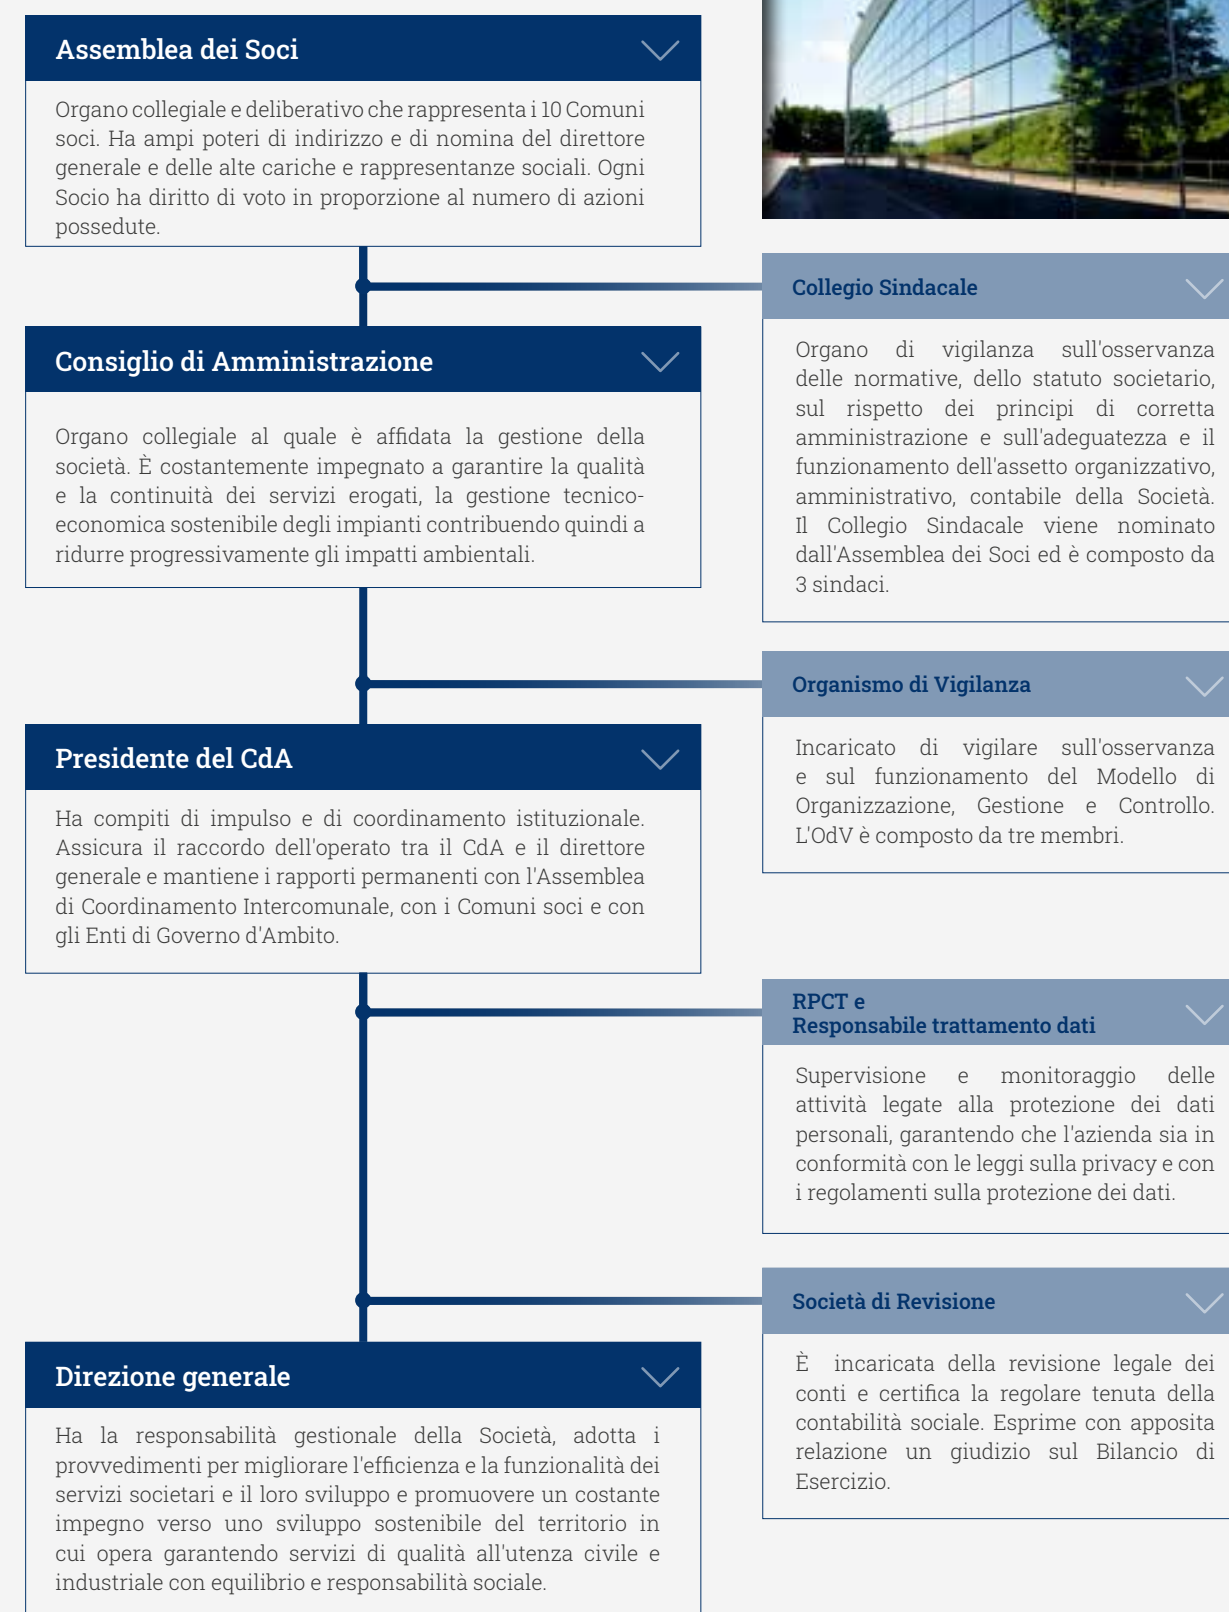 Assemblea dei Soci
Organo collegiale e deliberativo che rappresenta i 10 Comuni
soci. Ha ampi poteri di indirizzo e di nomina del direttore
generale e delle alte cariche e rappresentanze sociali. Ogni
Socio ha diritto di voto in proporzione al numero di azioni
possedute.
Collegio Sindacale
Organo di vigilanza sull'osservanza
delle normative, dello statuto societario,
sul rispetto dei principi di corretta
amministrazione e sull'adeguatezza e il
funzionamento dell'assetto organizzativo,
amministrativo, contabile della Società.
Il Collegio Sindacale viene nominato
dall'Assemblea dei Soci ed è composto da
3 sindaci.
Consiglio di Amministrazione
Organo collegiale al quale è affidata la gestione della
società. È costantemente impegnato a garantire la qualità
e la continuità dei servizi erogati, la gestione tecnico-
economica sostenibile degli impianti contribuendo quindi a
ridurre progressivamente gli impatti ambientali.
Organismo di Vigilanza
Incaricato di vigilare sull'osservanza
e sul funzionamento del Modello di
Organizzazione, Gestione e Controllo.
L'OdV è composto da tre membri.
Presidente del CdA
Ha compiti di impulso e di coordinamento istituzionale.
Assicura il raccordo dell'operato tra il CdA e il direttore
generale e mantiene i rapporti permanenti con l'Assemblea
di Coordinamento Intercomunale, con i Comuni soci e con
gli Enti di Governo d'Ambito.
RPCT e
Responsabile trattamento dati
Supervisione e monitoraggio delle
attività legate alla protezione dei dati
personali, garantendo che l'azienda sia in
conformità con le leggi sulla privacy e con
i regolamenti sulla protezione dei dati.
Società di Revisione
È incaricata della revisione legale dei
conti e certifica la regolare tenuta della
contabilità sociale. Esprime con apposita
relazione un giudizio sul Bilancio di
Esercizio.
Direzione generale
Ha la responsabilità gestionale della Società, adotta i
provvedimenti per migliorare l'efficienza e la funzionalità dei
servizi societari e il loro sviluppo e promuovere un costante
impegno verso uno sviluppo sostenibile del territorio in
cui opera garantendo servizi di qualità all'utenza civile e
industriale con equilibrio e responsabilità sociale.